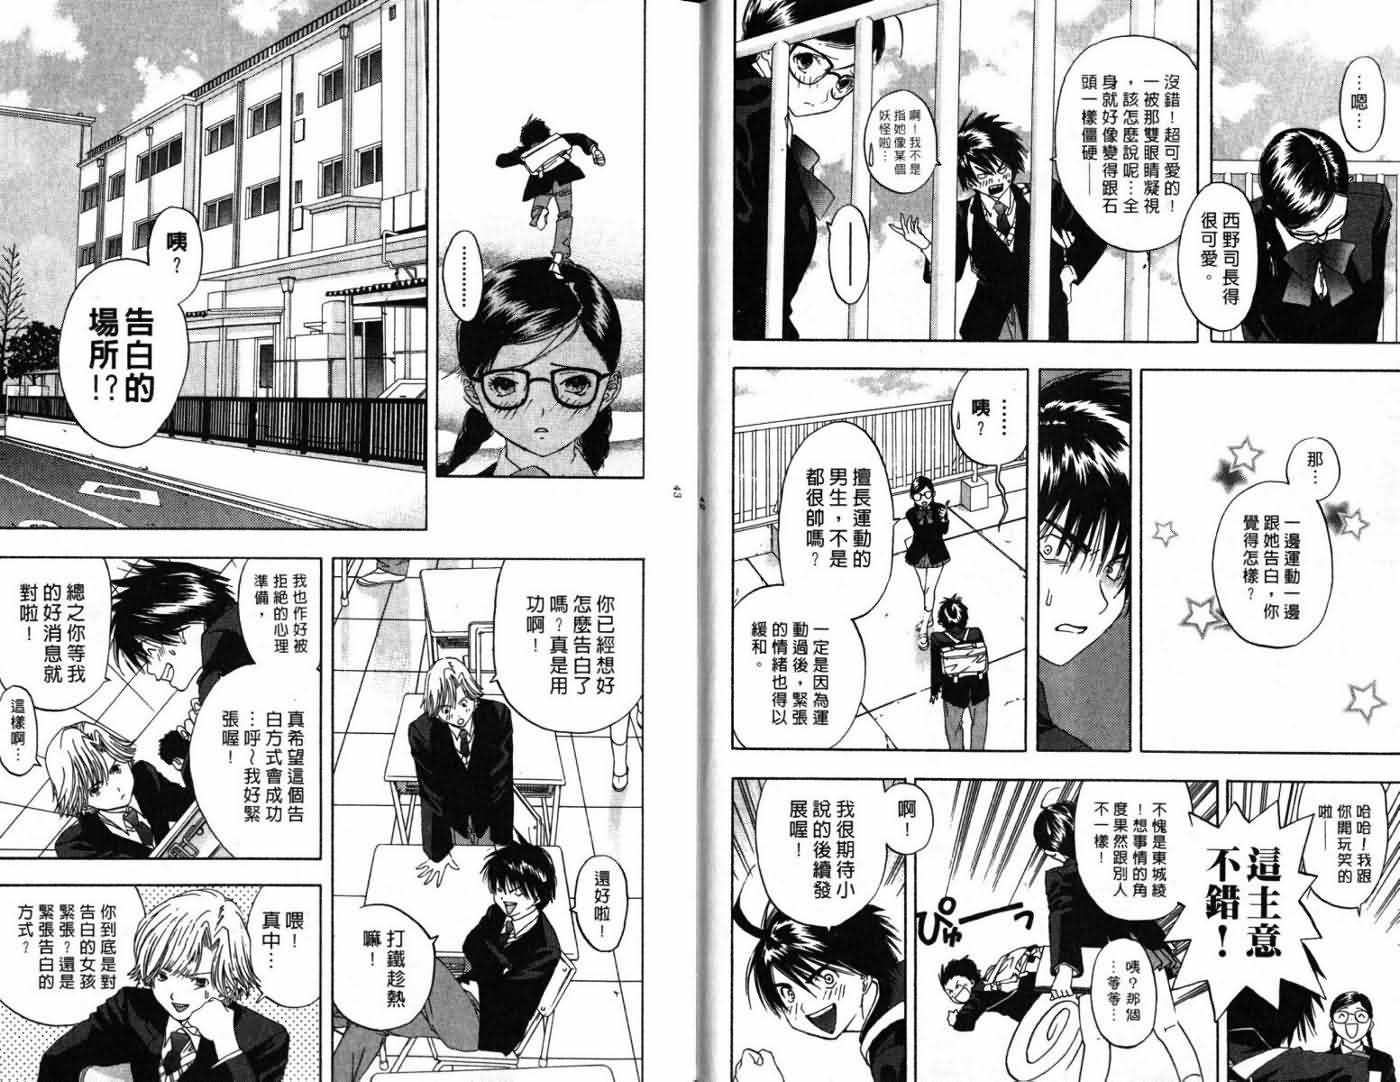 …嗯…
西野司長得
很可愛。
沒錯！超可愛的！
一被那雙眼睛凝視
，該怎麼說呢…全
身就好像變得跟石
頭一樣僵硬——
啊！我不是
指她像某個
妖怪啦…
——
那…
一邊運動一邊
跟她告白，你
覺得怎樣？
……
咦？
擅長運動的
男生，不是
都很帥嗎？
一定是因為運
動過後，緊張
的情緒也得以
緩和。
哈哈！我跟
你開玩笑的
啦——
這主意
不錯！
不愧是東城綾
！想事情的角
度果然跟別人
不一樣！
咦？那個
…等等…
ぴゅーっ
啊！
我很期待小
說的後續發
展喔！
43
………
咦？
告白的
場所!?
你已經想好
怎麼告白了
嗎？真是用
功啊！
還好啦！
打鐵趁熱
嘛！
我也作好被
拒絕的心理
準備，
真希望這個告
白方式會成功
…呼～我好緊
張喔！
總之你等我
的好消息就
對啦！
這樣啊…
喂！
真中…
你到底是對
告白的女孩
緊張？還是
緊張告白的
方式？